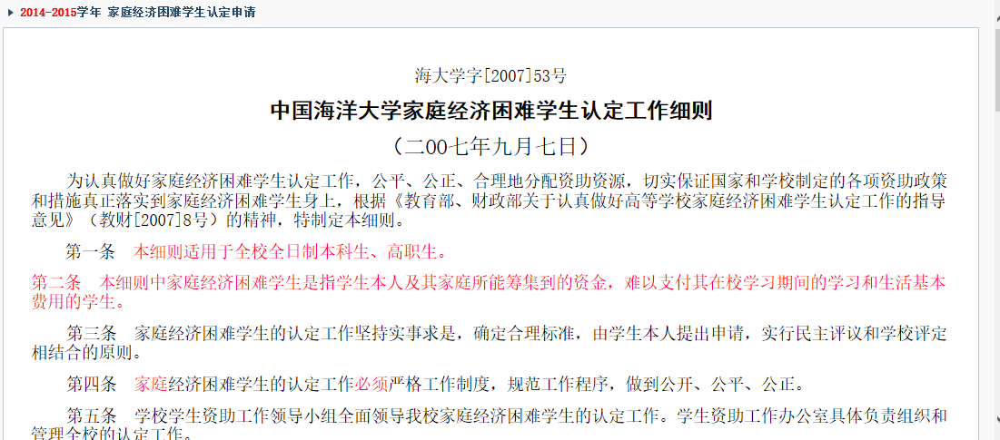 2014-2015学年 家庭经济困难学生认定申请
海大学字[2007]53号
中国海洋大学家庭经济困难学生认定工作细则
（二00七年九月七日）
为认真做好家庭经济困难学生认定工作，公平、公正、合理地分配资助资源，切实保证国家和学校制定的各项资助政策
和措施真正落实到家庭经济困难学生身上，根据《教育部、财政部关于认真做好高等学校家庭经济困难学生认定工作的指导
意见》（教财[2007]8号）的精神，特制定本细则。
第一条 本细则适用于全校全日制本科生、高职生。
第二条 本细则中家庭经济困难学生是指学生本人及其家庭所能筹集到的资金，难以支付其在校学习期间的学习和生活基本
费用的学生。
第三条 家庭经济困难学生的认定工作坚持实事求是，确定合理标准，由学生本人提出申请，实行民主评议和学校评定
相结合的原则。
第四条 家庭经济困难学生的认定工作必须严格工作制度，规范工作程序，做到公开、公平、公正。
第五条 学校学生资助工作领导小组全面领导我校家庭经济困难学生的认定工作。学生资助工作办公室具体负责组织和
管理全校的认定工作。